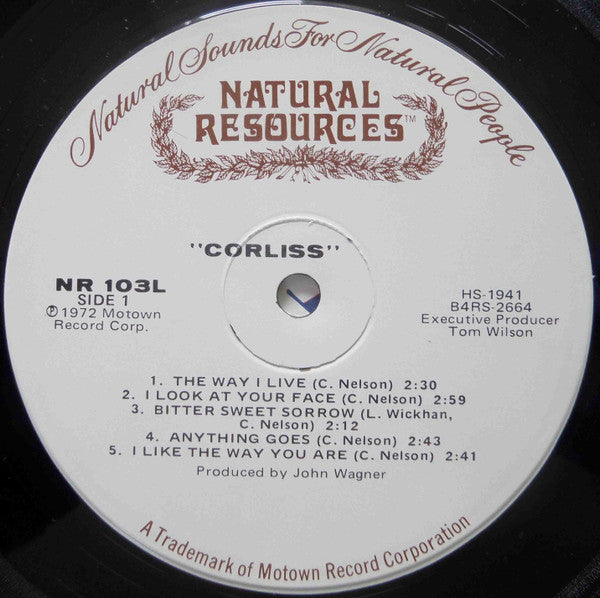 Natural Sounds For Natural People
NATURAL
RESOURCES™
"CORLISS"
NR 103L
SIDE 1
Ⓟ1972 Motown
Record Corp.
HS-1941
B4RS-2664
Executive Producer
Tom Wilson
1. THE WAY I LIVE (C. Nelson) 2:30
2. I LOOK AT YOUR FACE (C. Nelson) 2:59
3. BITTER SWEET SORROW (L. Wickhan,
C. Nelson) 2:12
4. ANYTHING GOES (C. Nelson) 2:43
5. I LIKE THE WAY YOU ARE (C. Nelson) 2:41
Produced by John Wagner
A Trademark of Motown Record Corporation